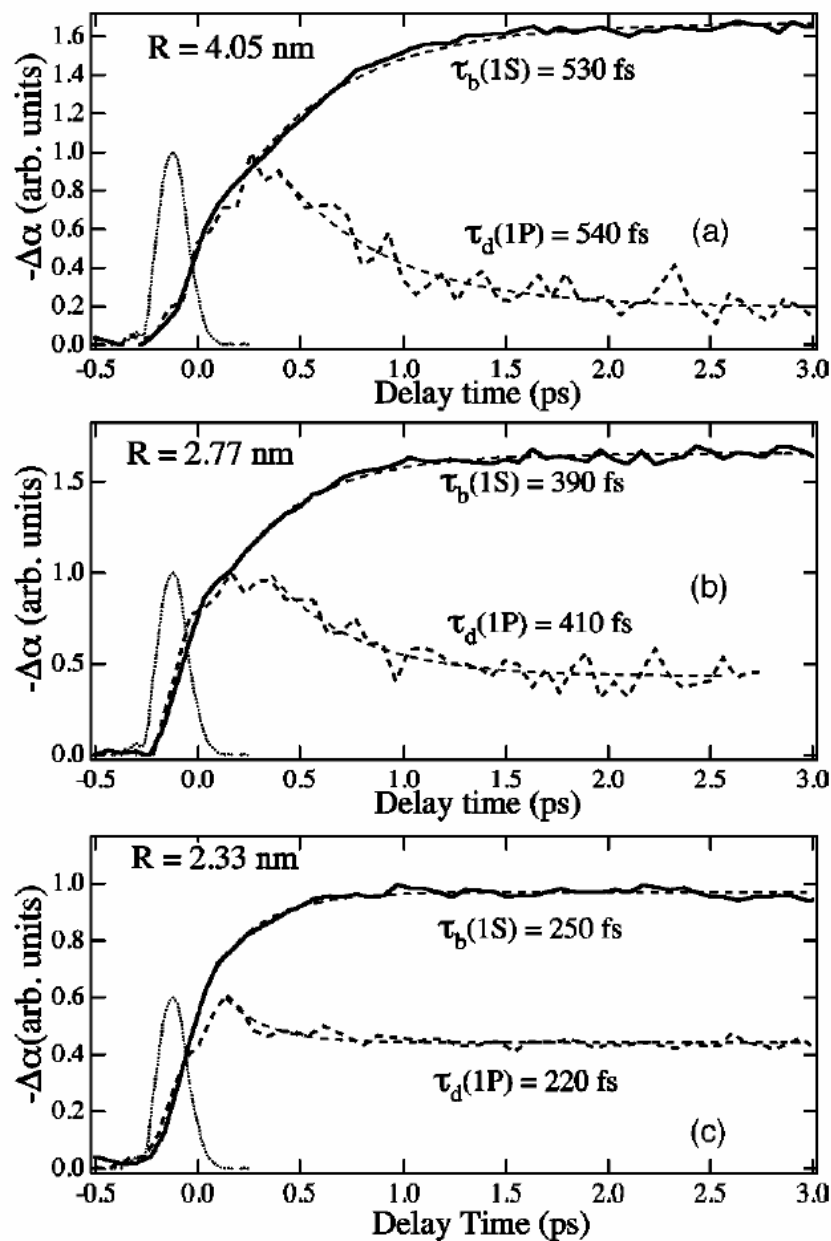 R = 4.05 nm
τb(1S) = 530 fs
τd(1P) = 540 fs
(a)
-Δα (arb. units)
1.6
1.4
1.2
1.0
0.8
0.6
0.4
0.2
0.0
-0.5 0.0 0.5 1.0 1.5 2.0 2.5 3.0
Delay time (ps)
R = 2.77 nm
τb(1S) = 390 fs
(b)
τd(1P) = 410 fs
-Δα (arb. units)
1.5
1.0
0.5
0.0
-0.5 0.0 0.5 1.0 1.5 2.0 2.5 3.0
Delay time (ps)
R = 2.33 nm
τb(1S) = 250 fs
τd(1P) = 220 fs
(c)
-Δα(arb. units)
1.0
0.8
0.6
0.4
0.2
0.0
-0.5 0.0 0.5 1.0 1.5 2.0 2.5 3.0
Delay Time (ps)